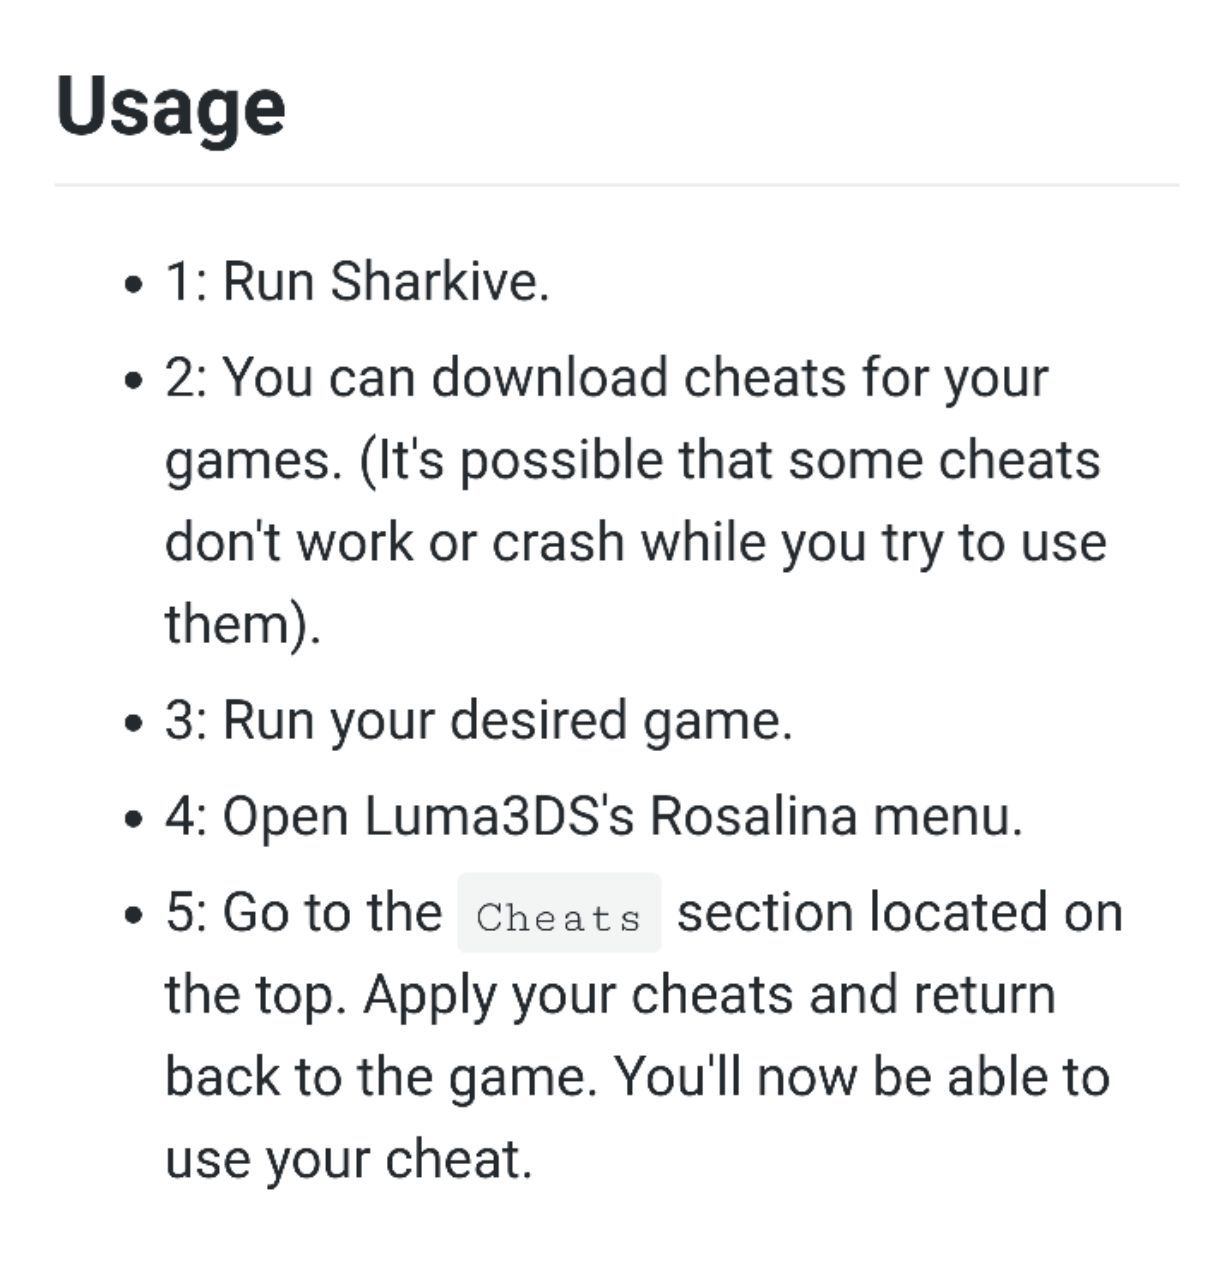 Usage
• 1: Run Sharkive.
• 2: You can download cheats for your
games. (It's possible that some cheats
don't work or crash while you try to use
them).
• 3: Run your desired game.
• 4: Open Luma3DS's Rosalina menu.
• 5: Go to the Cheats section located on
the top. Apply your cheats and return
back to the game. You'll now be able to
use your cheat.